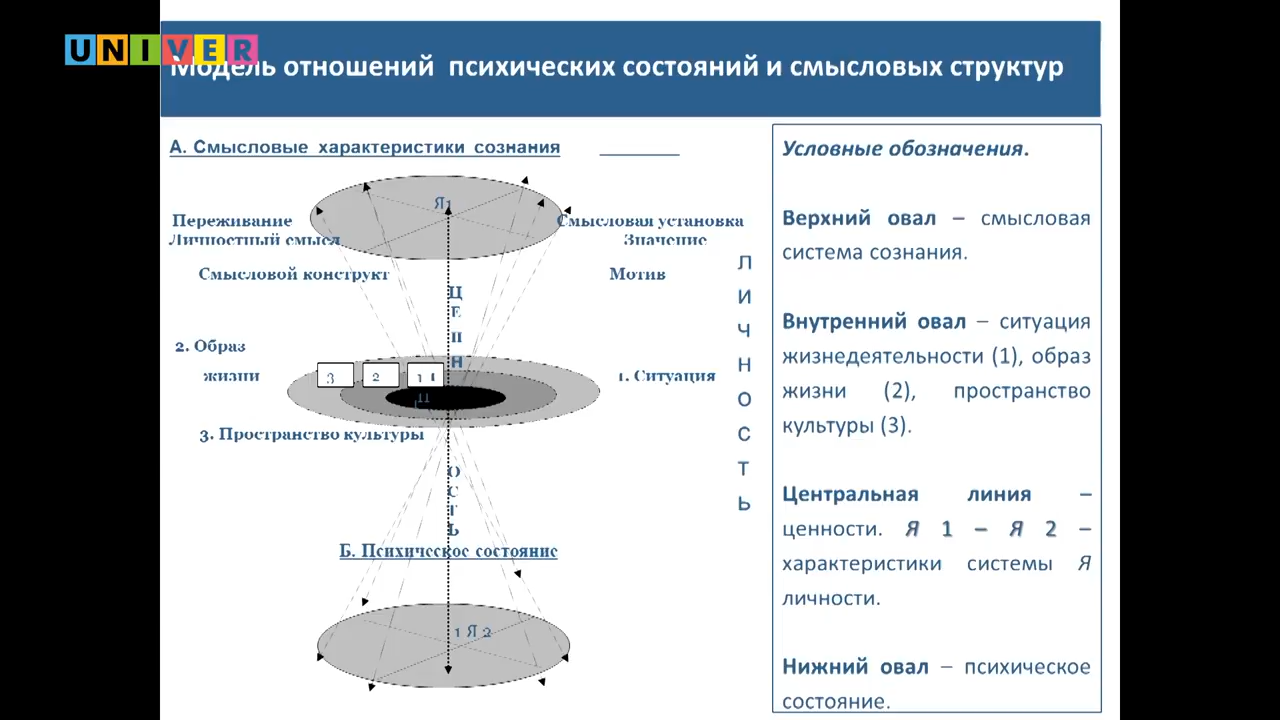 UNIVER
Модель отношений психических состояний и смысловых структур
А. Смысловые характеристики сознания
Я1
Переживание
Личностный смысл
Смысловой конструкт
Смысловая установка
Значение
Мотив
Ц
Е
Н
Н
О
С
Т
Ь
2. Образ
жизни
3
2
1
1. Ситуация
3. Пространство культуры
Б. Психическое состояние
1 Я 2
Л
И
Ч
Н
О
С
Т
Ь
Условные обозначения.
Верхний овал – смысловая
система сознания.
Внутренний овал – ситуация
жизнедеятельности (1), образ
жизни (2), пространство
культуры (3).
Центральная линия –
ценности. Я 1 – Я 2 –
характеристики системы Я
личности.
Нижний овал – психическое
состояние.